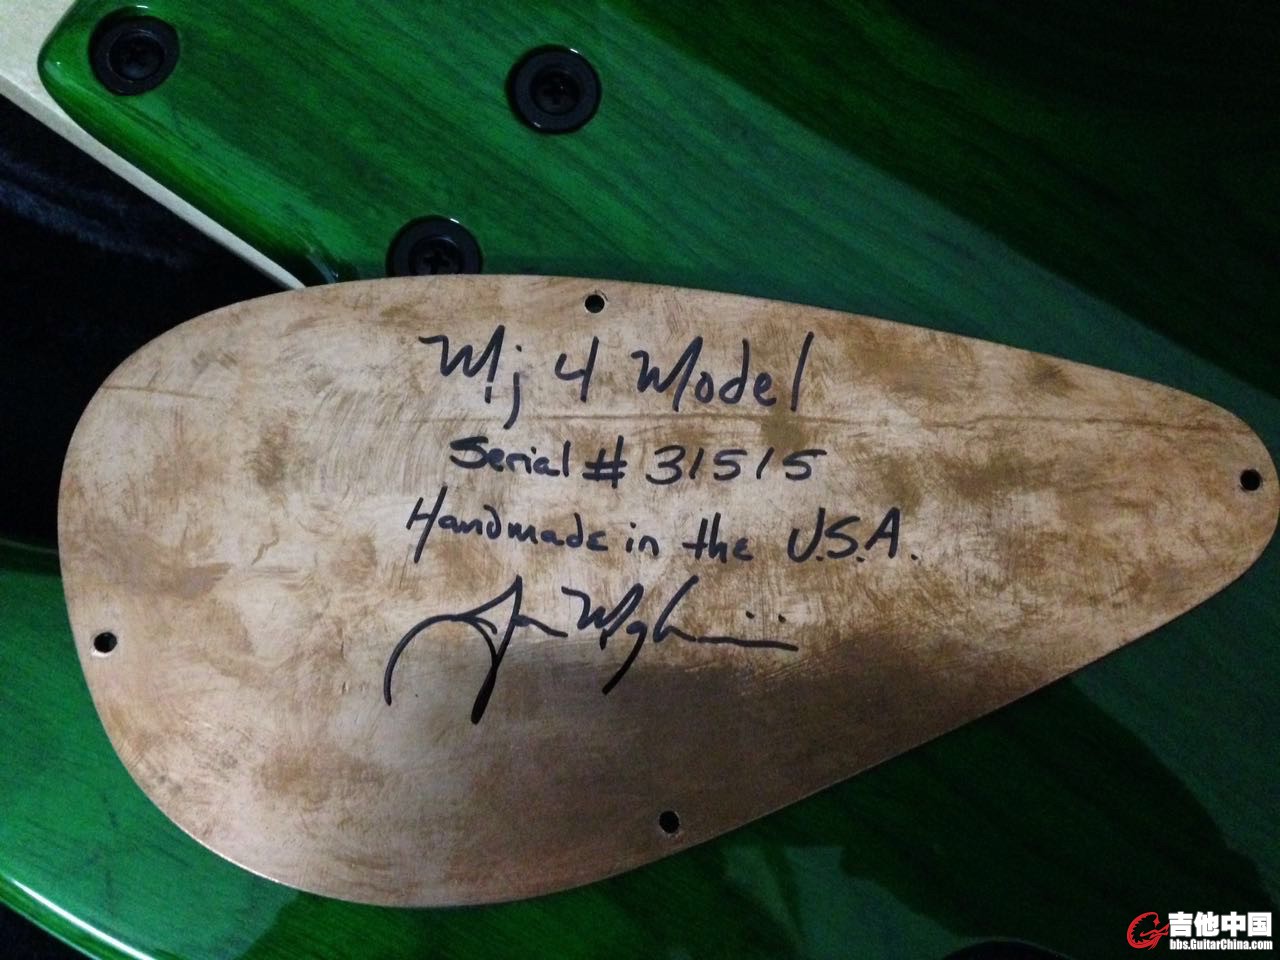 Mj 4 Model
Serial # 31515
Handmade in the U.S.A.
吉他中国
bbs.GuitarChina.com